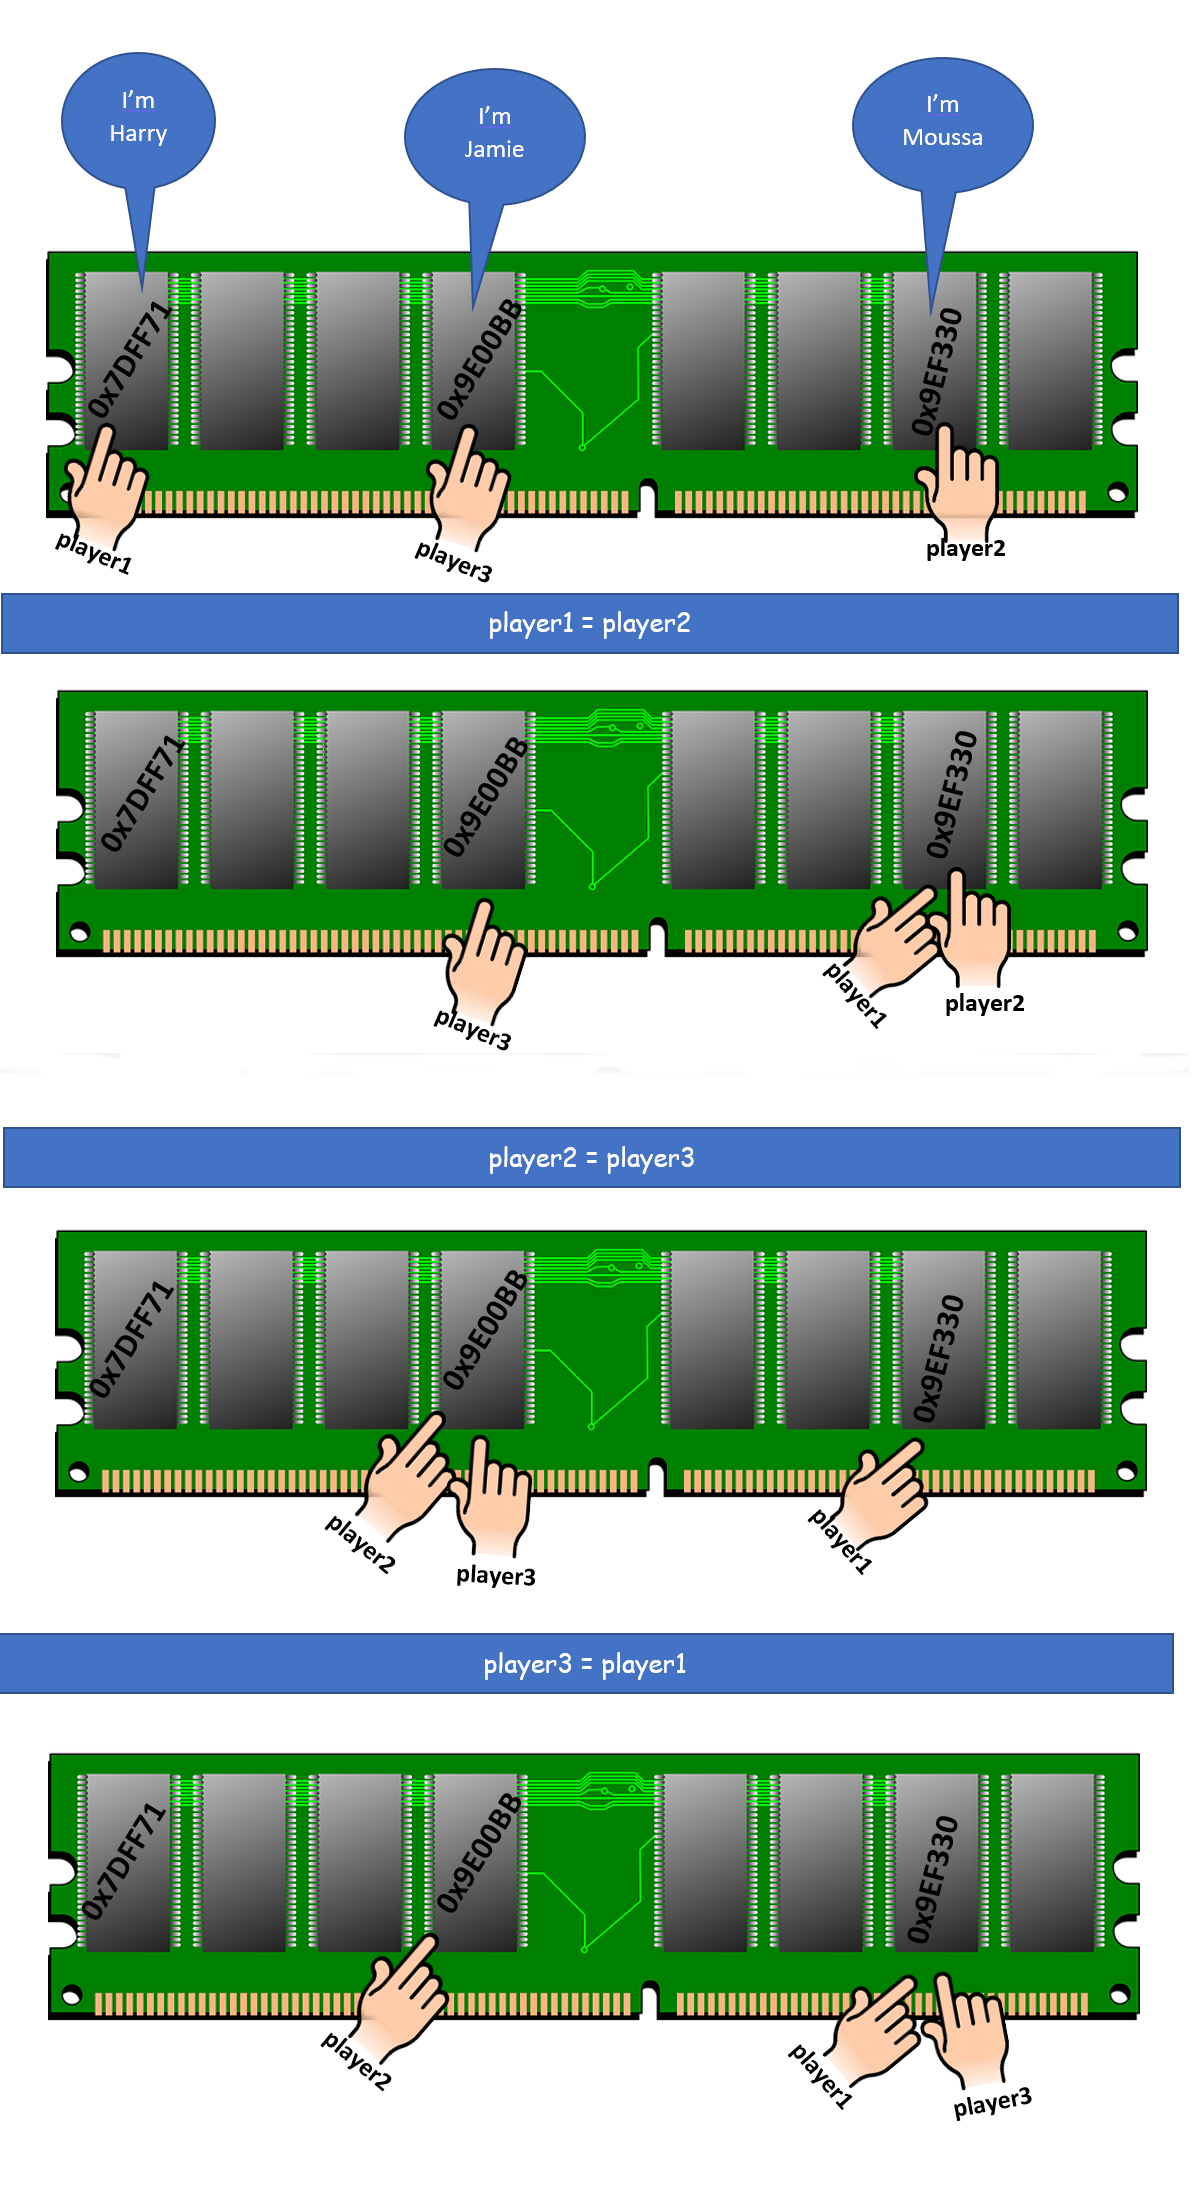 I'm
Harry
I'm
Jamie
I'm
Moussa
0x7DFF71
0x9E00BB
0x9EF330
player1
player3
player2
player1 = player2
0x7DFF71
0x9E00BB
0x9EF330
player3
player1
player2
player2 = player3
0x7DFF71
0x9E00BB
0x9EF330
player2
player3
player1
player3 = player1
0x7DFF71
0x9E00BB
0x9EF330
player2
player1
player3